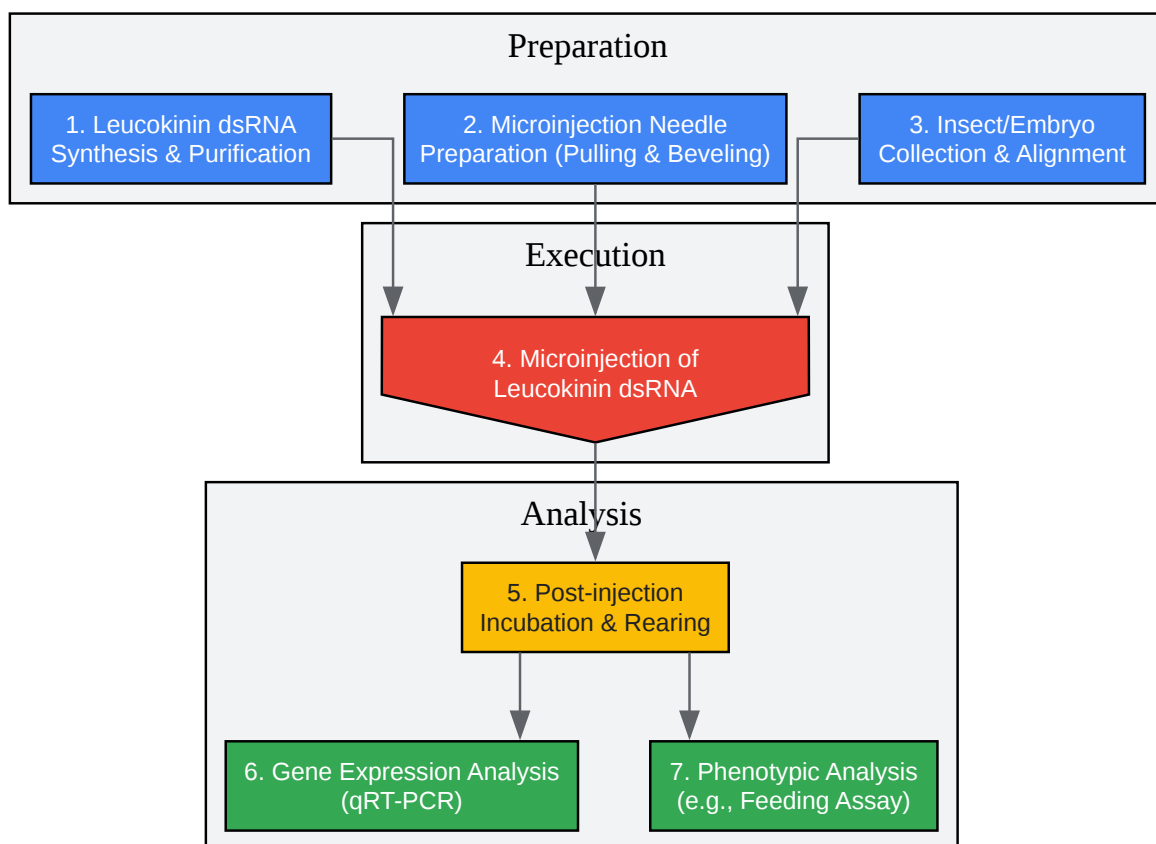 Preparation
1. Leucokinin dsRNA
Synthesis & Purification
2. Microinjection Needle
Preparation (Pulling & Beveling)
3. Insect/Embryo
Collection & Alignment
Execution
4. Microinjection of
Leucokinin dsRNA
Analysis
5. Post-injection
Incubation & Rearing
6. Gene Expression Analysis
(qRT-PCR)
7. Phenotypic Analysis
(e.g., Feeding Assay)